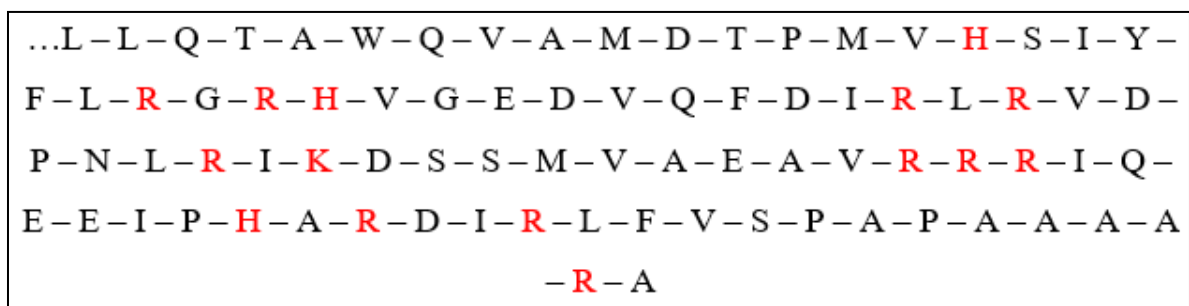 …L – L – Q – T – A – W – Q – V – A – M – D – T – P – M – V – H – S – I – Y –
F – L – R – G – R – H – V – G – E – D – V – Q – F – D – I – R – L – R – V – D –
P – N – L – R – I – K – D – S – S – M – V – A – E – A – V – R – R – R – I – Q –
E – E – I – P – H – A – R – D – I – R – L – F – V – S – P – A – P – A – A – A – A
– R – A